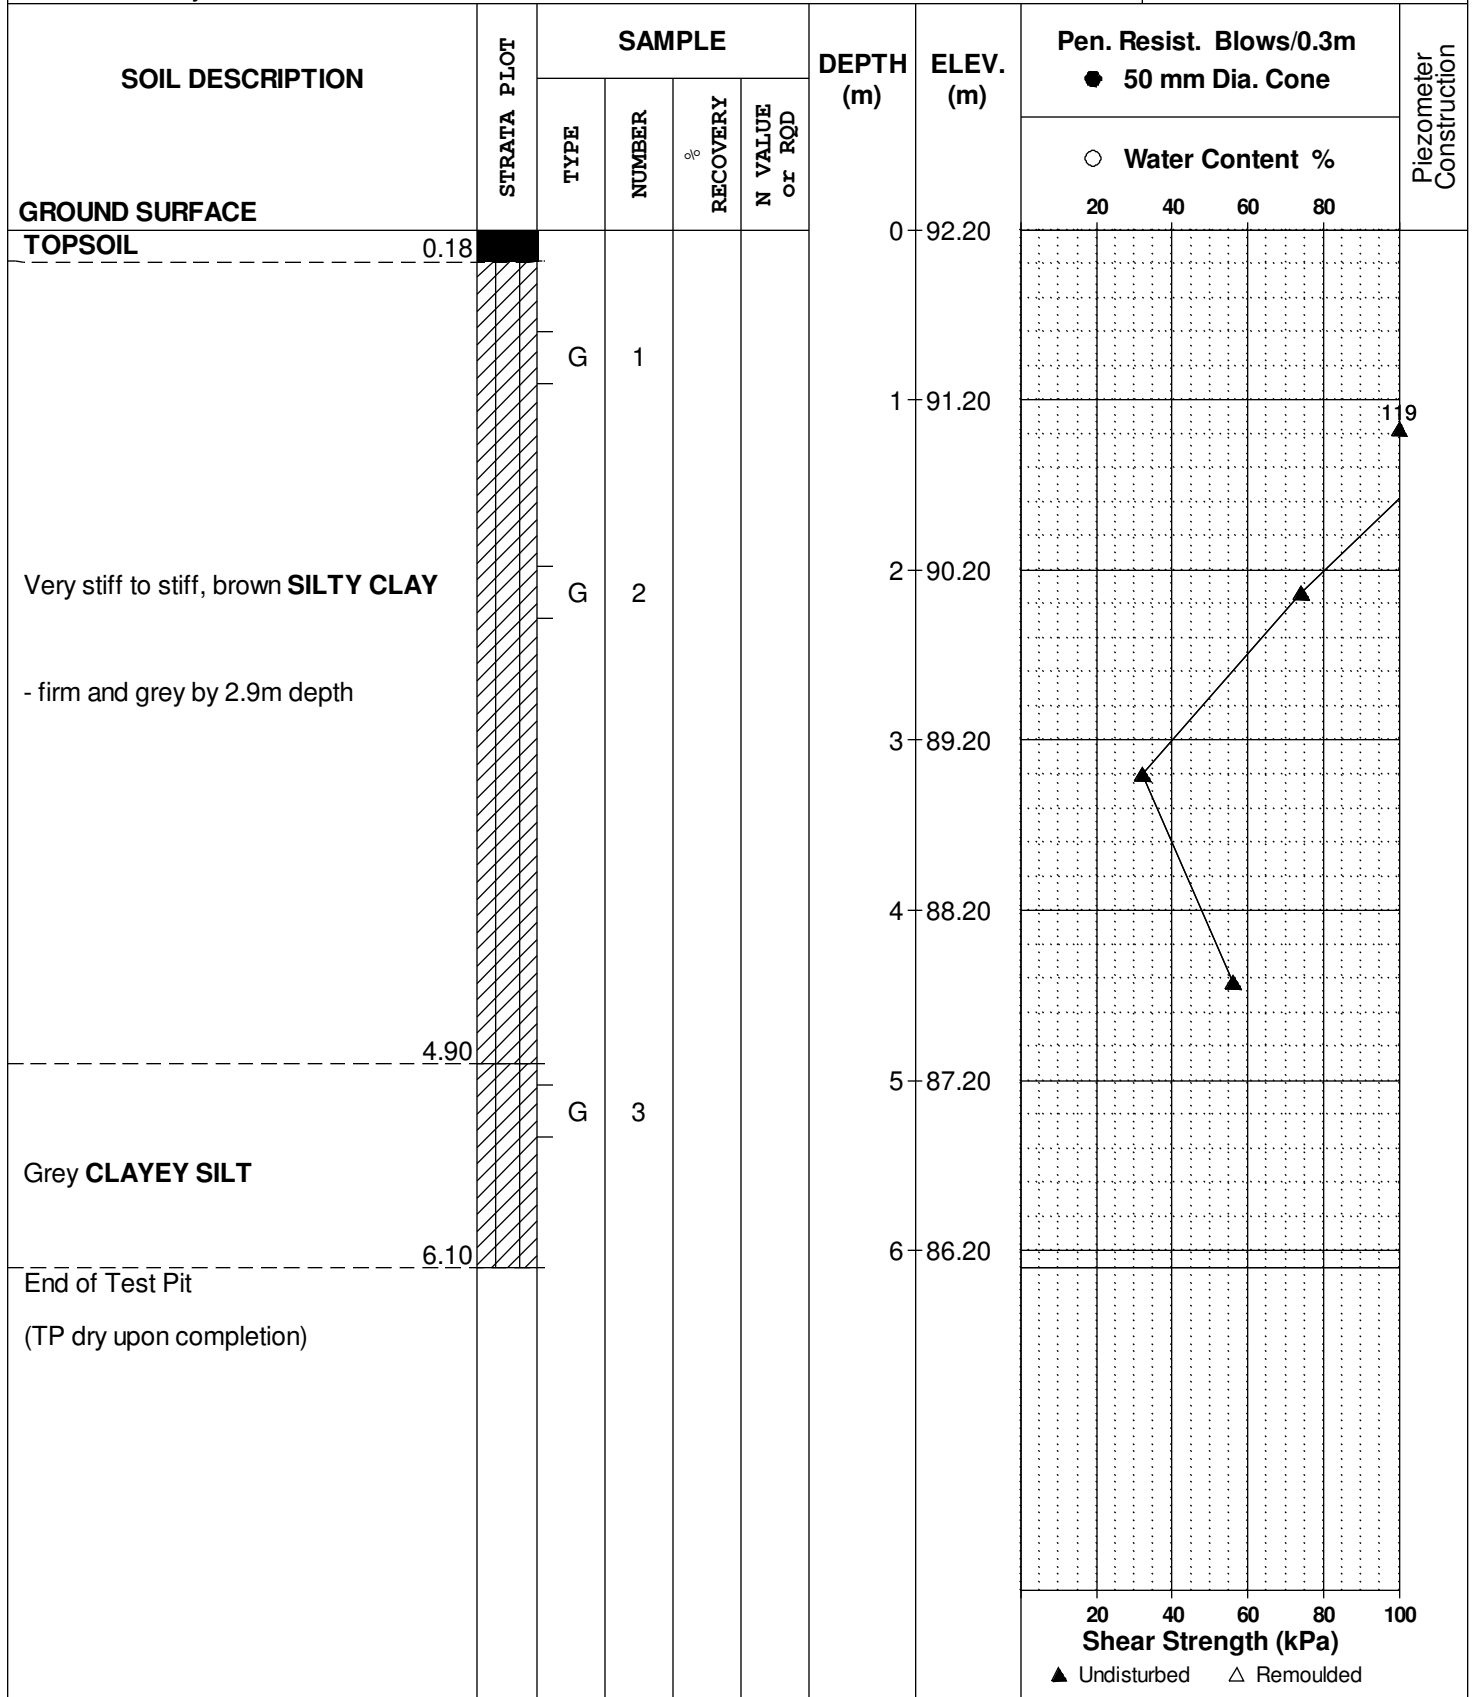 SOIL DESCRIPTION
STRATA PLOT
SAMPLE
TYPE
NUMBER
%
RECOVERY
N VALUE
or RQD
DEPTH
(m)
ELEV.
(m)
Pen. Resist. Blows/0.3m
● 50 mm Dia. Cone
○ Water Content %
20 40 60 80
Piezometer
Construction
GROUND SURFACE
0 92.20
TOPSOIL 0.18
G 1
1 91.20
119
2 90.20
Very stiff to stiff, brown SILTY CLAY
G 2
- firm and grey by 2.9m depth
3 89.20
4 88.20
4.90
5 87.20
G 3
Grey CLAYEY SILT
6 86.20
6.10
End of Test Pit
(TP dry upon completion)
20 40 60 80 100
Shear Strength (kPa)
▲ Undisturbed △ Remoulded